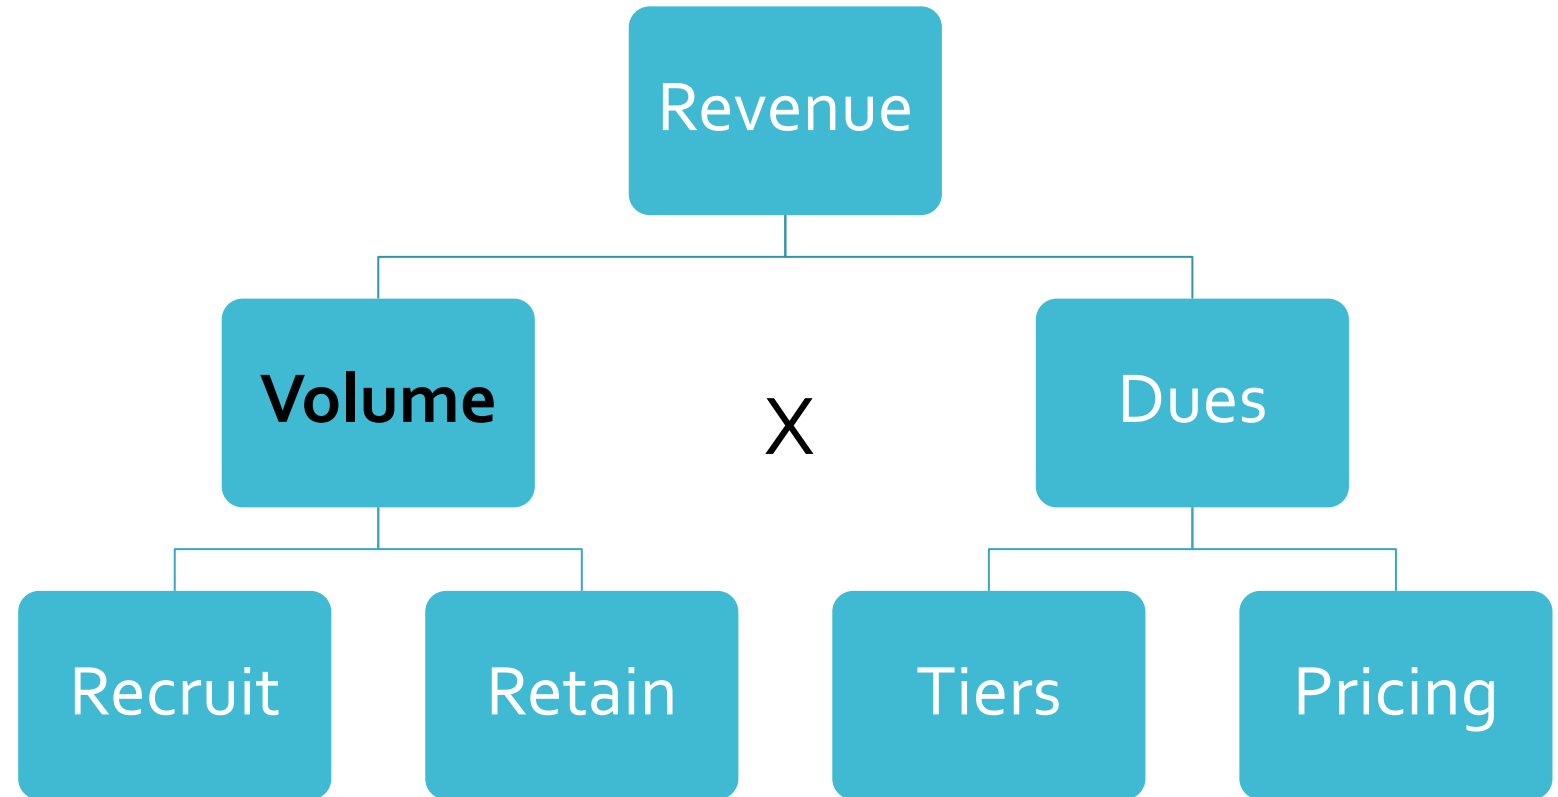 Revenue
Volume
X
Dues
Recruit
Retain
Tiers
Pricing